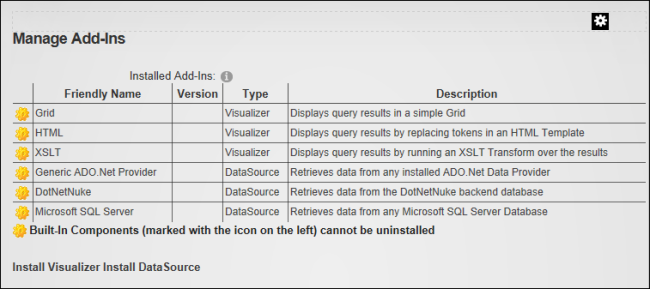 Manage Add-Ins
Installed Add-Ins:
Friendly Name Version Type Description
Grid Visualizer Displays query results in a simple Grid
HTML Visualizer Displays query results by replacing tokens in an HTML Template
XSLT Visualizer Displays query results by running an XSLT Transform over the results
Generic ADO.Net Provider DataSource Retrieves data from any installed ADO.Net Data Provider
DotNetNuke DataSource Retrieves data from the DotNetNuke backend database
Microsoft SQL Server DataSource Retrieves data from any Microsoft SQL Server Database
Built-In Components (marked with the icon on the left) cannot be uninstalled
Install Visualizer Install DataSource